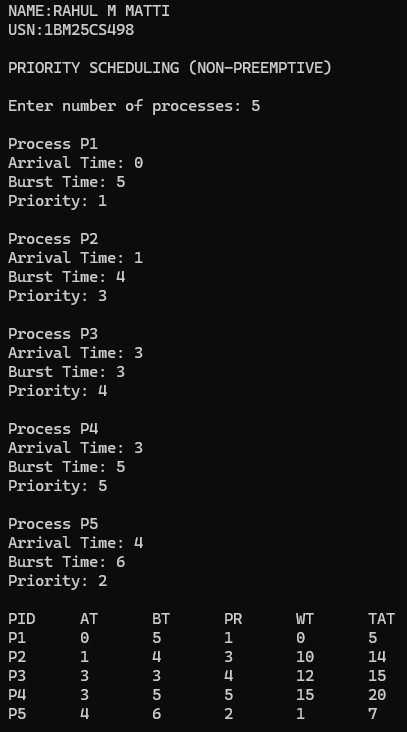 NAME:RAHUL M MATTI
USN:1BM25CS498
PRIORITY SCHEDULING (NON-PREEMPTIVE)
Enter number of processes: 5
Process P1
Arrival Time: 0
Burst Time: 5
Priority: 1
Process P2
Arrival Time: 1
Burst Time: 4
Priority: 3
Process P3
Arrival Time: 3
Burst Time: 3
Priority: 4
Process P4
Arrival Time: 3
Burst Time: 5
Priority: 5
Process P5
Arrival Time: 4
Burst Time: 6
Priority: 2
PID AT BT PR WT TAT
P1 0 5 1 0 5
P2 1 4 3 10 14
P3 3 3 4 12 15
P4 3 5 5 15 20
P5 4 6 2 1 7